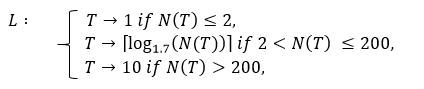 L : T → 1 if N(T) ≤ 2,
T → ⌈log₁.₇(N(T))⌉ if 2 < N(T) ≤ 200,
T → 10 if N(T) > 200,